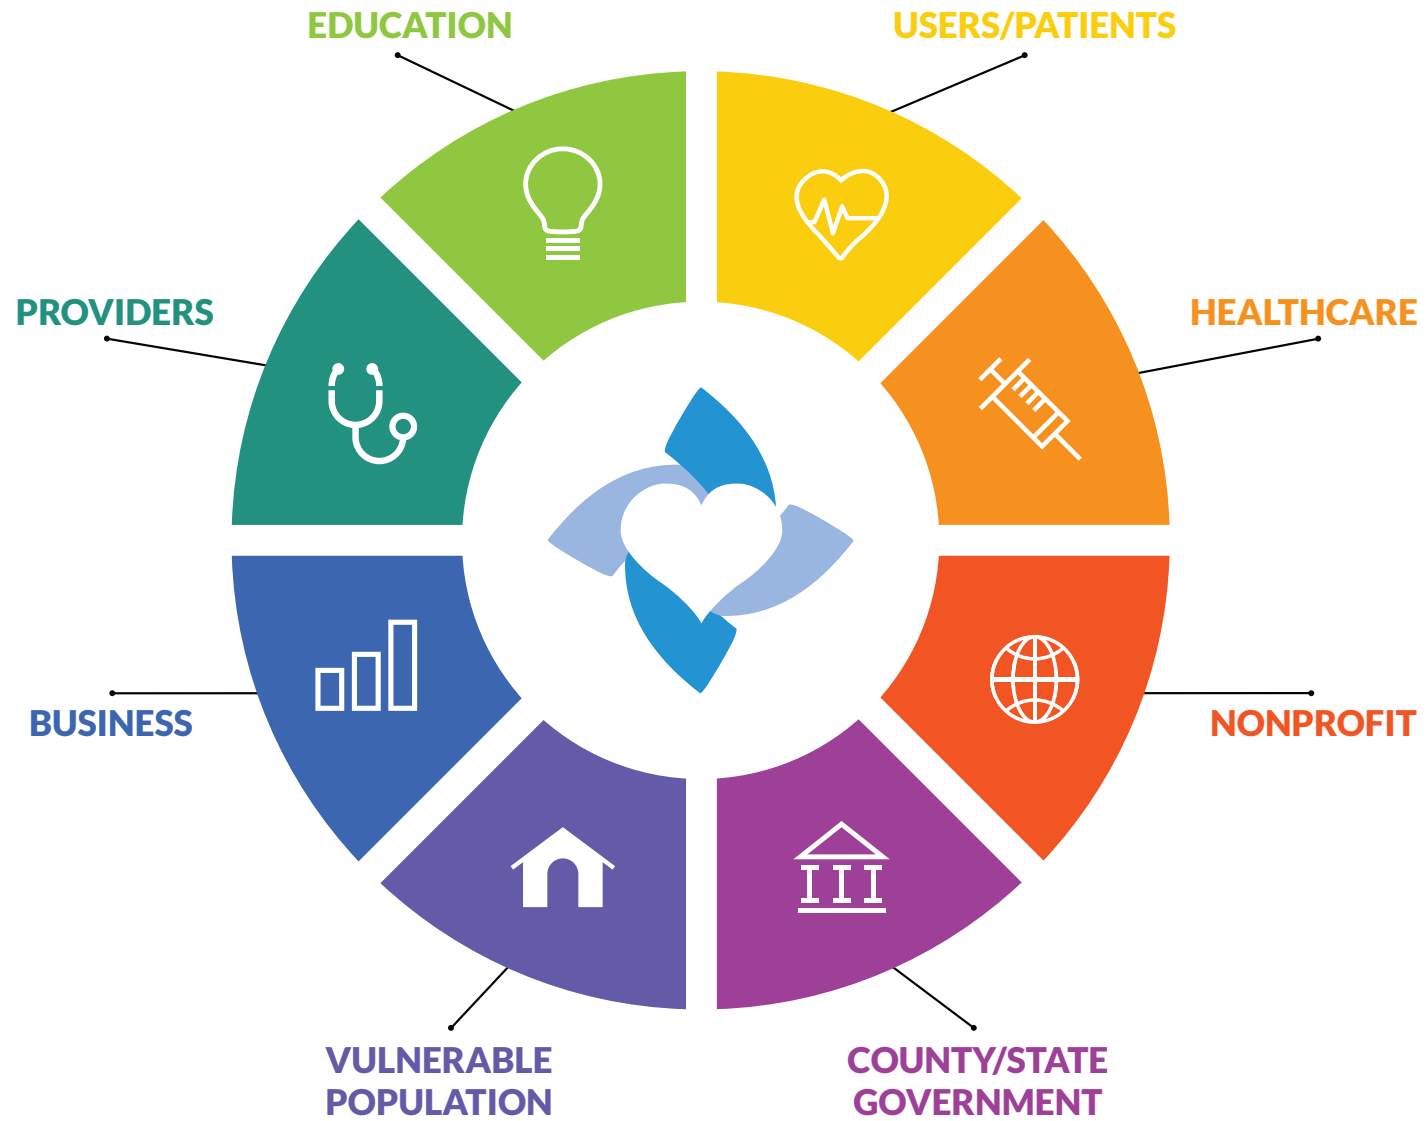 EDUCATION
USERS/PATIENTS
PROVIDERS
HEALTHCARE
BUSINESS
NONPROFIT
VULNERABLE
POPULATION
COUNTY/STATE
GOVERNMENT